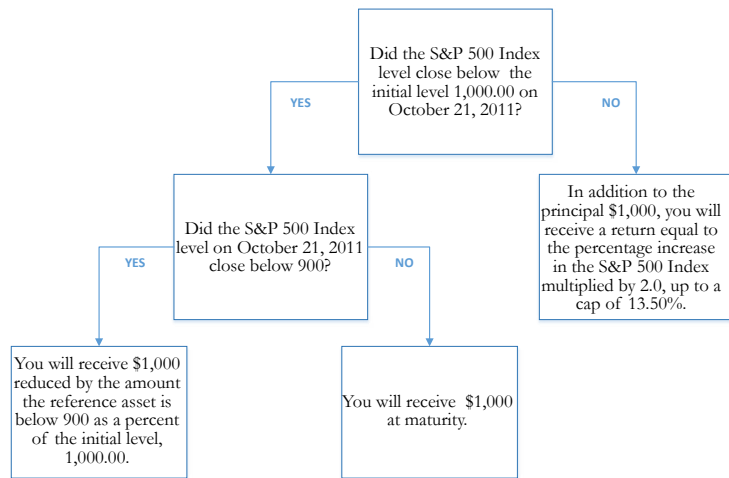 Did the S&P 500 Index
level close below the
initial level 1,000.00 on
October 21, 2011?
YES
NO
Did the S&P 500 Index
level on October 21, 2011
close below 900?
In addition to the
principal $1,000, you will
receive a return equal to
the percentage increase
in the S&P 500 Index
multiplied by 2.0, up to a
cap of 13.50%.
YES
NO
You will receive $1,000
reduced by the amount
the reference asset is
below 900 as a percent
of the initial level,
1,000.00.
You will receive $1,000
at maturity.